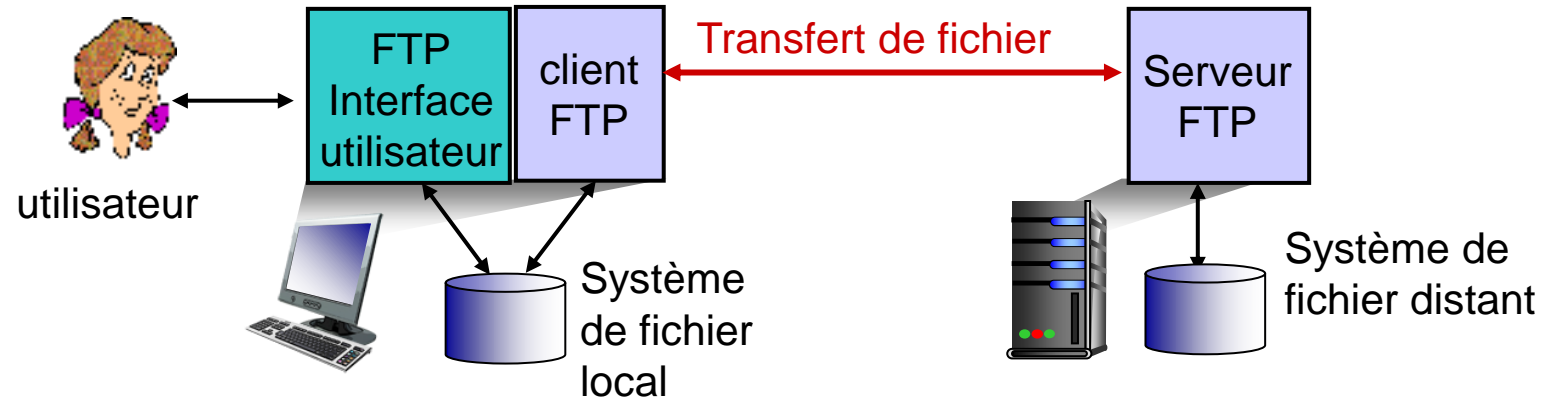 utilisateur
FTP
Interface
utilisateur
client
FTP
Transfert de fichier
Serveur
FTP
Système
de fichier
local
Système de
fichier distant